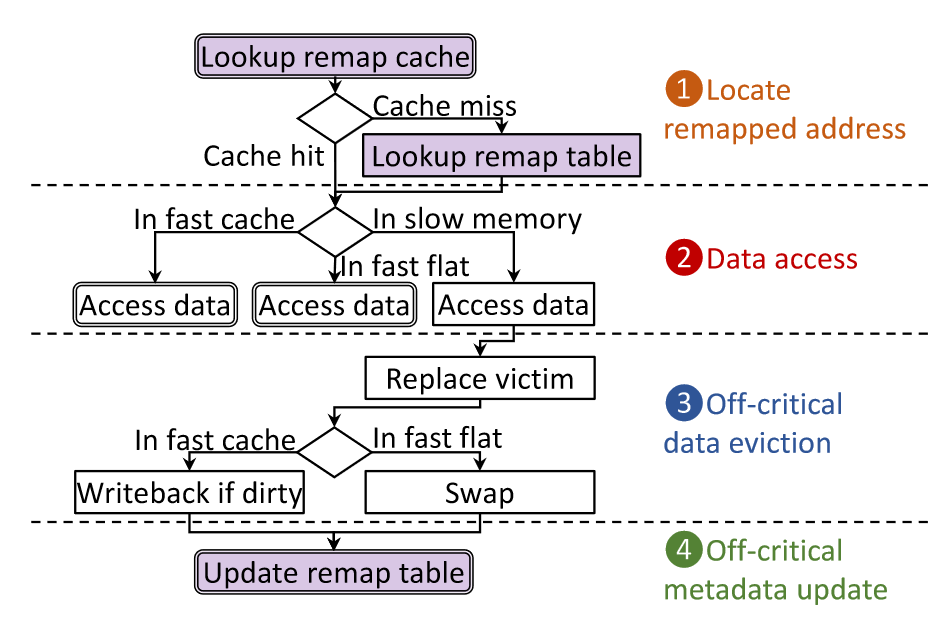 Lookup remap cache
Cache miss
Cache hit
Lookup remap table
1 Locate
remapped address
In fast cache
In slow memory
In fast flat
Access data
Access data
Access data
2 Data access
Replace victim
In fast cache
In fast flat
Writeback if dirty
Swap
3 Off-critical
data eviction
Update remap table
4 Off-critical
metadata update